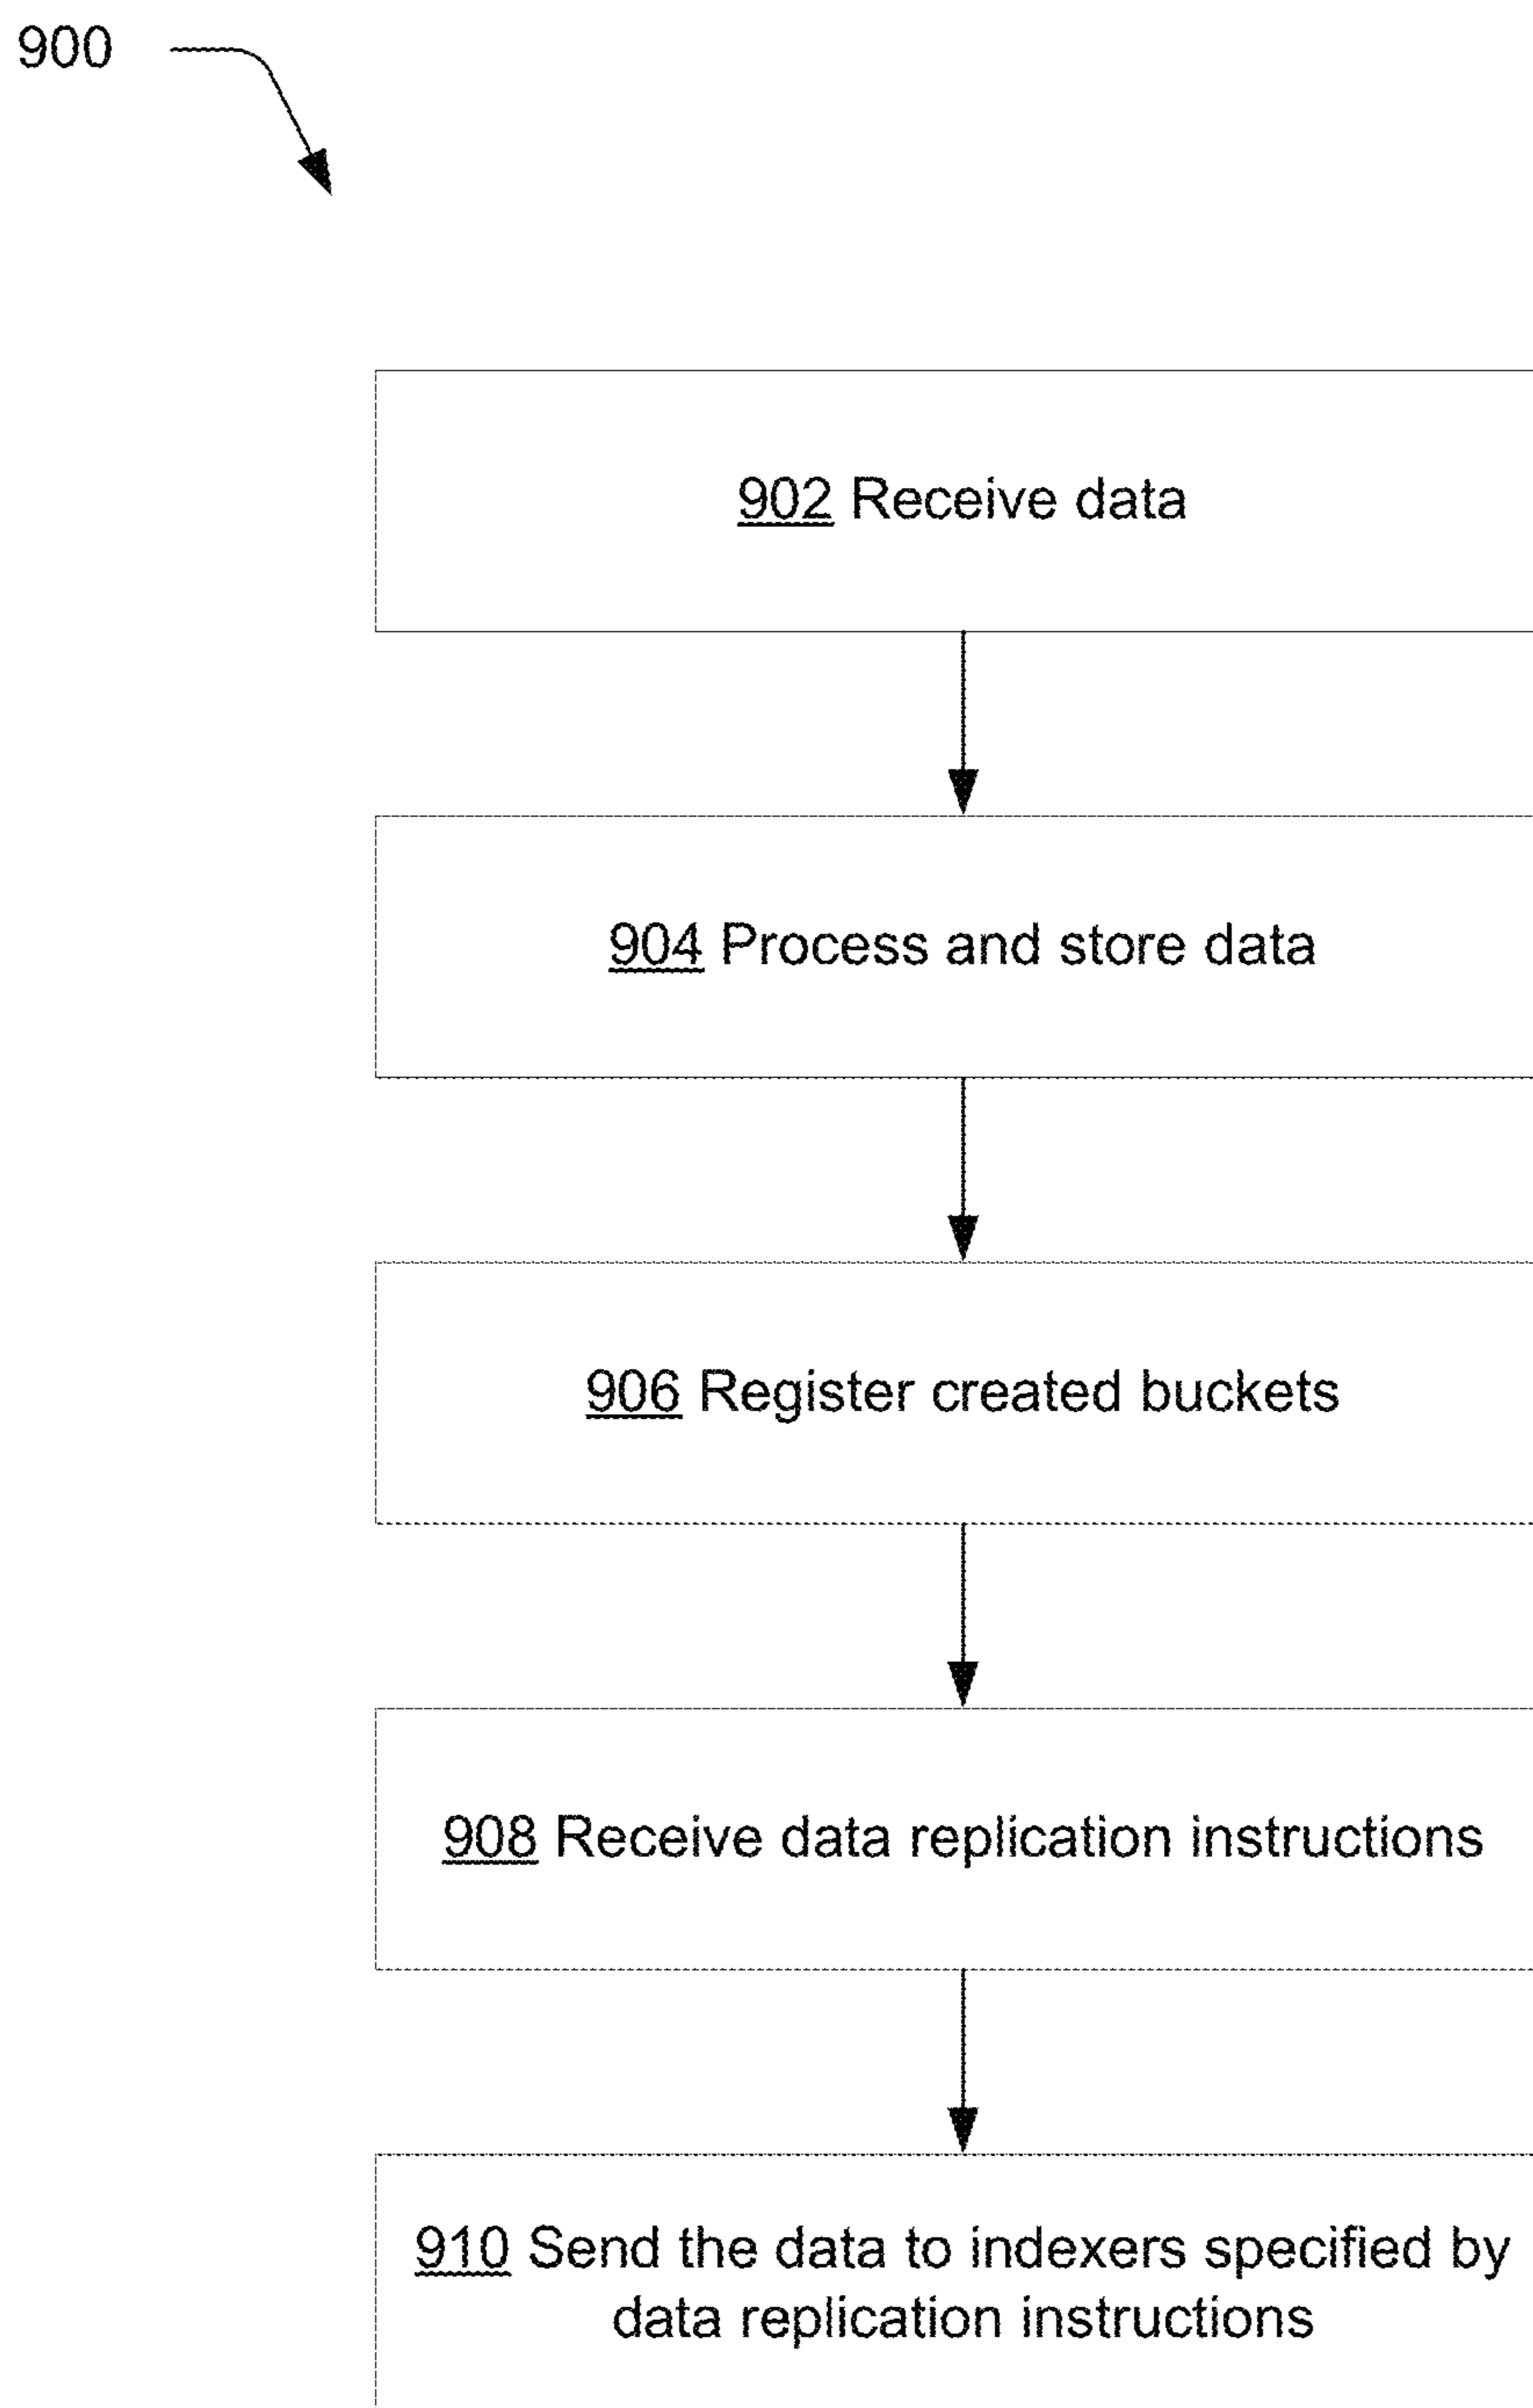 900
902 Receive data
904 Process and store data
906 Register created buckets
908 Receive data replication instructions
910 Send the data to indexers specified by
data replication instructions